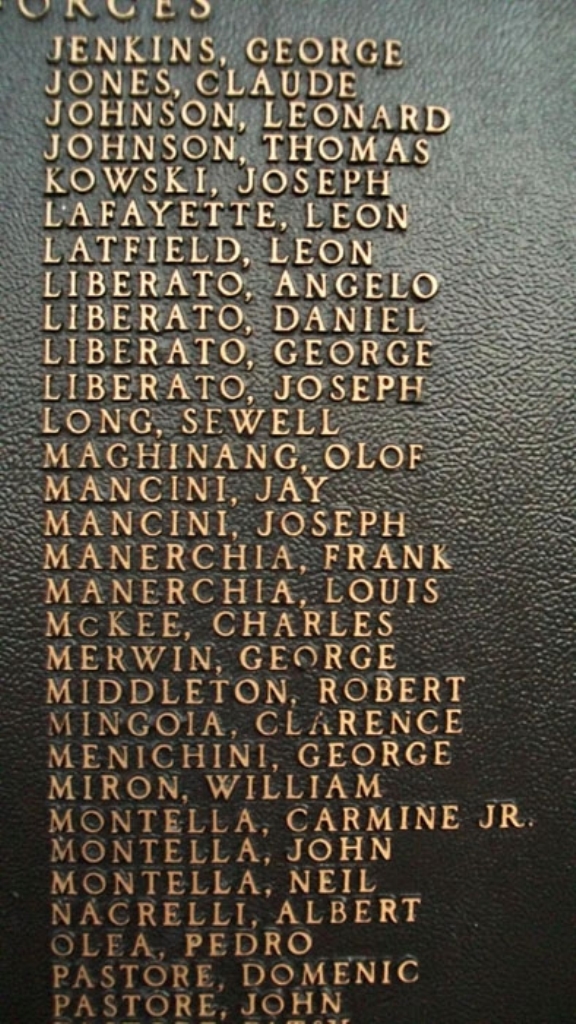 FORCES
JENKINS, GEORGE
JONES, CLAUDE
JOHNSON, LEONARD
JOHNSON, THOMAS
KOWSKI, JOSEPH
LAFAYETTE, LEON
LATFIELD, LEON
LIBERATO, ANGELO
LIBERATO, DANIEL
LIBERATO, GEORGE
LIBERATO, JOSEPH
LONG, SEWELL
MAGHINANG, OLOF
MANCINI, JAY
MANCINI, JOSEPH
MANERCHIA, FRANK
MANERCHIA, LOUIS
McKEE, CHARLES
MERWIN, GEORGE
MIDDLETON, ROBERT
MINGOIA, CLARENCE
MENICHINI, GEORGE
MIRON, WILLIAM
MONTELLA, CARMINE JR.
MONTELLA, JOHN
MONTELLA, NEIL
NACRELLI, ALBERT
OLEA, PEDRO
PASTORE, DOMENIC
PASTORE, JOHN